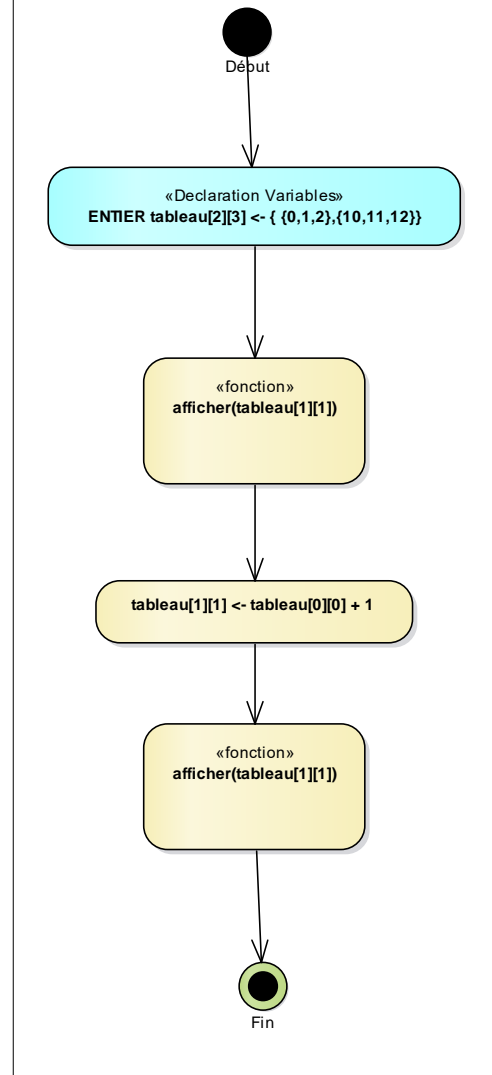 Début
«Declaration Variables»
ENTIER tableau[2][3] <- { {0,1,2},{10,11,12}}
«fonction»
afficher(tableau[1][1])
tableau[1][1] <- tableau[0][0] + 1
«fonction»
afficher(tableau[1][1])
Fin